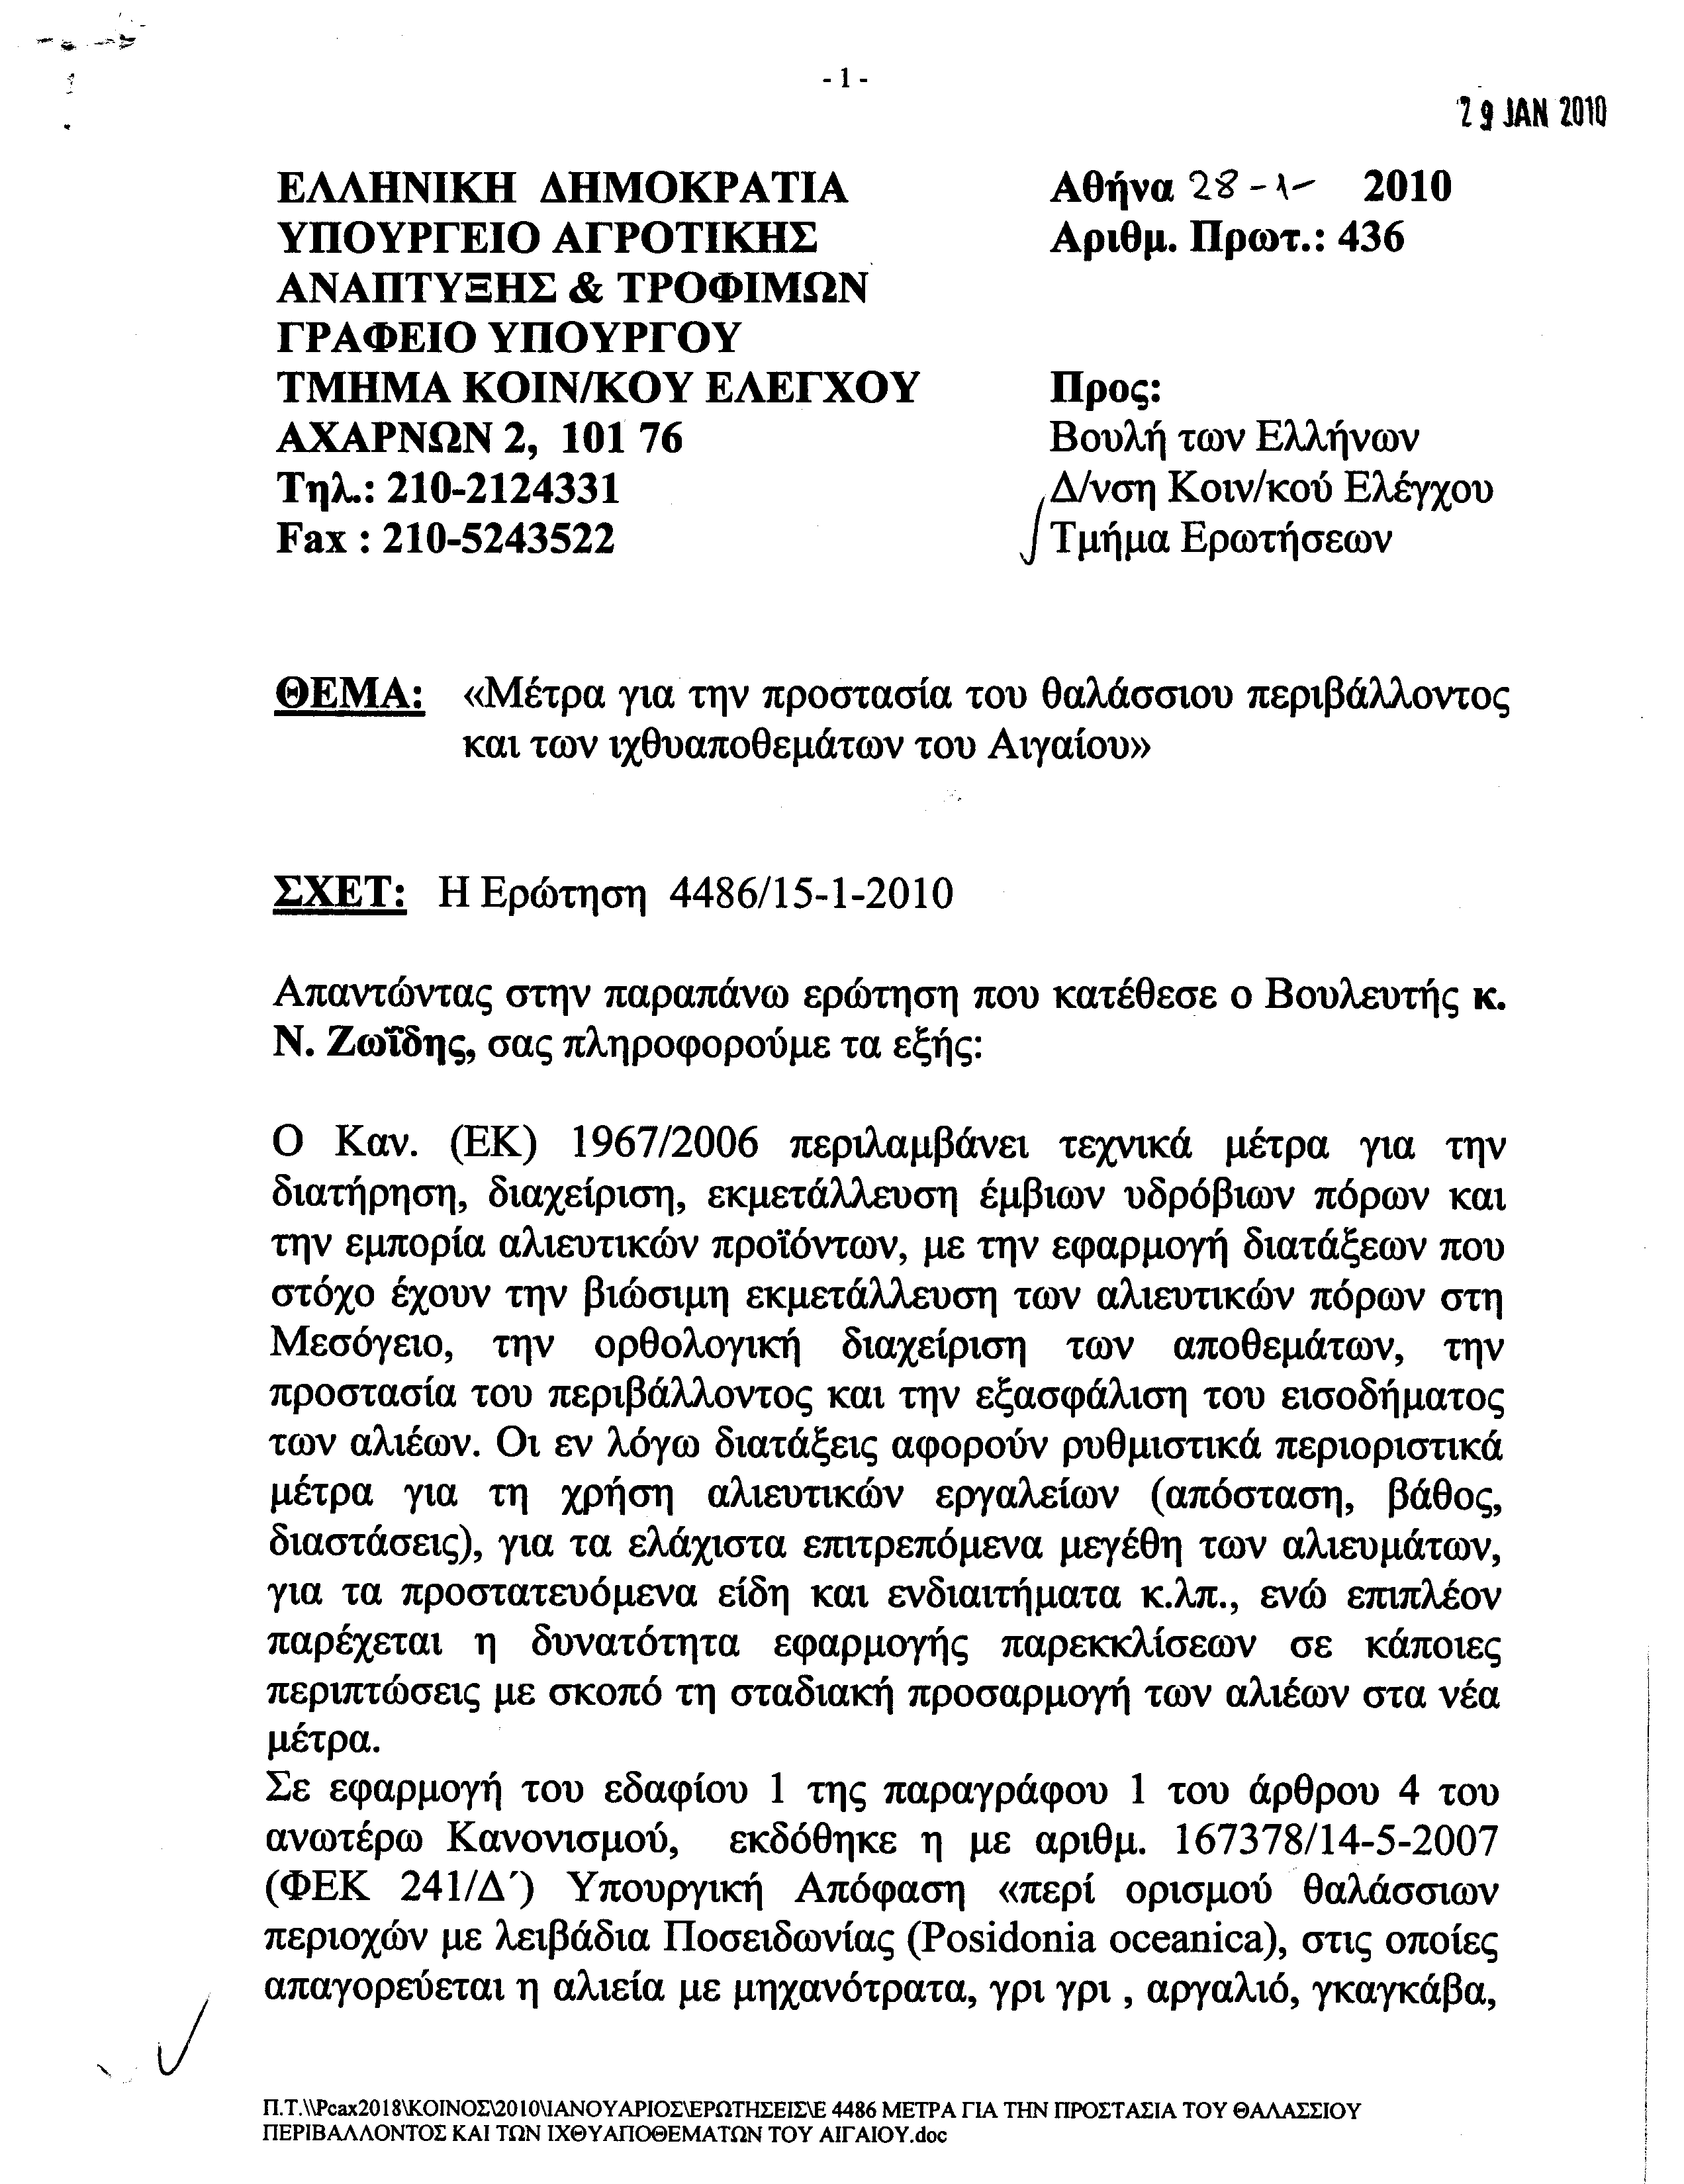 - 1 -
29 JAN 2010
ΕΛΛΗΝΙΚΗ ΔΗΜΟΚΡΑΤΙΑ
ΥΠΟΥΡΓΕΙΟ ΑΓΡΟΤΙΚΗΣ
ΑΝΑΠΤΥΞΗΣ & ΤΡΟΦΙΜΩΝ
ΓΡΑΦΕΙΟ ΥΠΟΥΡΓΟΥ
ΤΜΗΜΑ ΚΟΙΝ/ΚΟΥ ΕΛΕΓΧΟΥ
ΑΧΑΡΝΩΝ 2, 101 76
Τηλ.: 210-2124331
Fax : 210-5243522
Αθήνα 28-1- 2010
Αριθμ. Πρωτ.: 436
Προς:
Βουλή των Ελλήνων
Δ/νση Κοιν/κού Ελέγχου
Τμήμα Ερωτήσεων
ΘΕΜΑ: «Μέτρα για την προστασία του θαλάσσιου περιβάλλοντος
και των ιχθυαποθεμάτων του Αιγαίου»
ΣΧΕΤ: Η Ερώτηση 4486/15-1-2010
Απαντώντας στην παραπάνω ερώτηση που κατέθεσε ο Βουλευτής κ.
Ν. Ζωΐδης, σας πληροφορούμε τα εξής:
Ο Καν. (ΕΚ) 1967/2006 περιλαμβάνει τεχνικά μέτρα για την
διατήρηση, διαχείριση, εκμετάλλευση έμβιων υδρόβιων πόρων και
την εμπορία αλιευτικών προϊόντων, με την εφαρμογή διατάξεων που
στόχο έχουν την βιώσιμη εκμετάλλευση των αλιευτικών πόρων στη
Μεσόγειο, την ορθολογική διαχείριση των αποθεμάτων, την
προστασία του περιβάλλοντος και την εξασφάλιση του εισοδήματος
των αλιέων. Οι εν λόγω διατάξεις αφορούν ρυθμιστικά περιοριστικά
μέτρα για τη χρήση αλιευτικών εργαλείων (απόσταση, βάθος,
διαστάσεις), για τα ελάχιστα επιτρεπόμενα μεγέθη των αλιευμάτων,
για τα προστατευόμενα είδη και ενδιαιτήματα κ.λπ., ενώ επιπλέον
παρέχεται η δυνατότητα εφαρμογής παρεκκλίσεων σε κάποιες
περιπτώσεις με σκοπό τη σταδιακή προσαρμογή των αλιέων στα νέα
μέτρα.
Σε εφαρμογή του εδαφίου 1 της παραγράφου 1 του άρθρου 4 του
ανωτέρω Κανονισμού, εκδόθηκε η με αριθμ. 167378/14-5-2007
(ΦΕΚ 241/Δ΄) Υπουργική Απόφαση «περί ορισμού θαλάσσιων
περιοχών με λειβάδια Ποσειδωνίας (Posidonia oceanica), στις οποίες
απαγορεύεται η αλιεία με μηχανότρατα, γρι γρι , αργαλιό, γκαγκάβα,
Π.Τ.\\Pcax2018\ΚΟΙΝΟΣ\2010\ΙΑΝΟΥΑΡΙΟΣ\ΕΡΩΤΗΣΕΙΣ\Ε 4486 ΜΕΤΡΑ ΓΙΑ ΤΗΝ ΠΡΟΣΤΑΣΙΑ ΤΟΥ ΘΑΛΑΣΣΙΟΥ
ΠΕΡΙΒΑΛΛΟΝΤΟΣ ΚΑΙ ΤΩΝ ΙΧΘΥΑΠΟΘΕΜΑΤΩΝ ΤΟΥ ΑΙΓΑΙΟΥ.doc